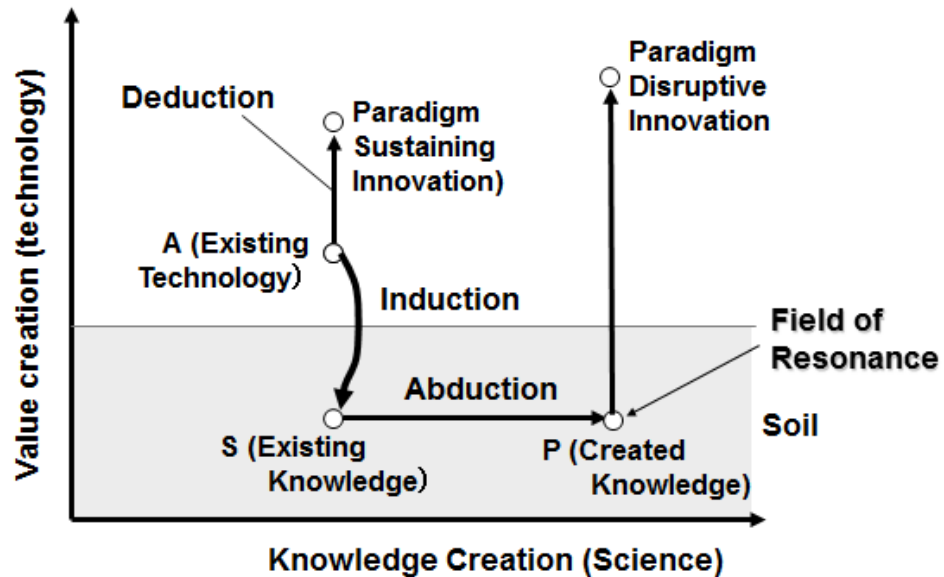 Value creation (technology)
Deduction
Paradigm
Sustaining
Innovation)
Paradigm
Disruptive
Innovation
A (Existing
Technology）
Induction
Field of
Resonance
Abduction
Soil
S (Existing
Knowledge）
P (Created
Knowledge)
Knowledge Creation (Science)